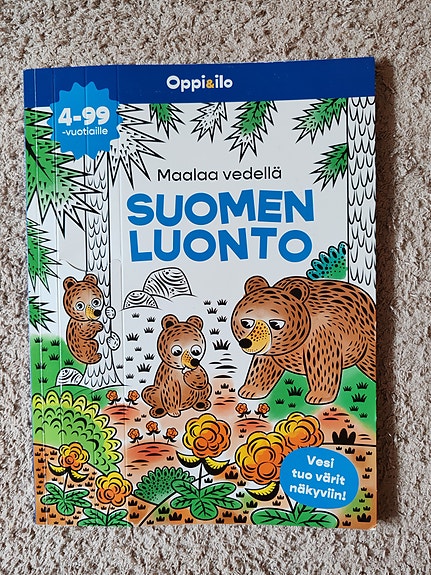 Oppi&ilo
4-99
-vuotiaille
Maalaa vedellä
SUOMEN
LUONTO
Vesi
tuo värit
näkyviin!